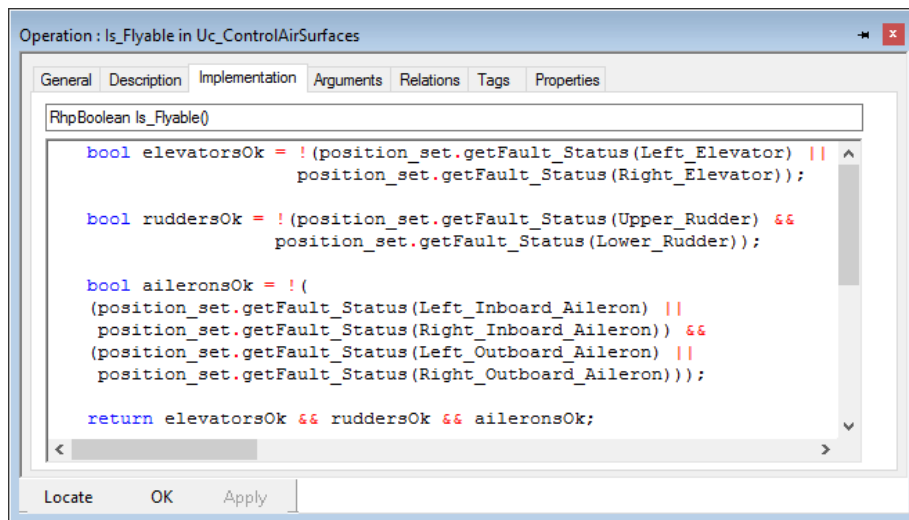 Operation : Is_Flyable in Uc_ControlAirSurfaces
General Description Implementation Arguments Relations Tags Properties
RhpBoolean Is_Flyable()
bool elevatorsOk = !(position_set.getFault_Status(Left_Elevator) ||
position_set.getFault_Status(Right_Elevator));
bool ruddersOk = !(position_set.getFault_Status(Upper_Rudder) &&
position_set.getFault_Status(Lower_Rudder));
bool aileronsOk = !(
(position_set.getFault_Status(Left_Inboard_Aileron) ||
position_set.getFault_Status(Right_Inboard_Aileron)) &&
(position_set.getFault_Status(Left_Outboard_Aileron) ||
position_set.getFault_Status(Right_Outboard_Aileron)));
return elevatorsOk && ruddersOk && aileronsOk;
Locate OK Apply